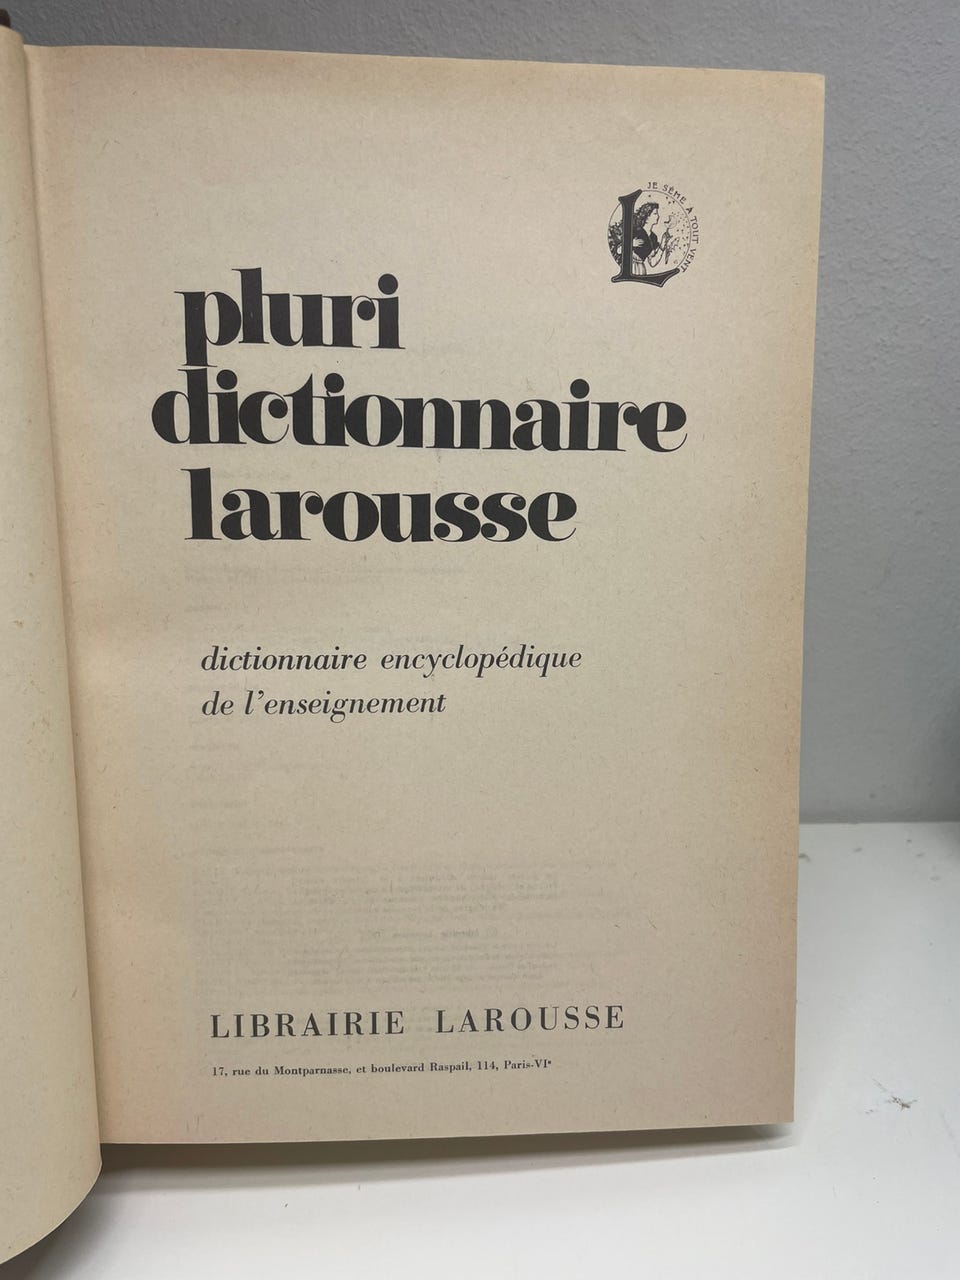 JE SÈME À TOUT VENT
pluri
dictionnaire
larousse
dictionnaire encyclopédique
de l'enseignement
LIBRAIRIE LAROUSSE
17, rue du Montparnasse, et boulevard Raspail, 114, Paris-VIe